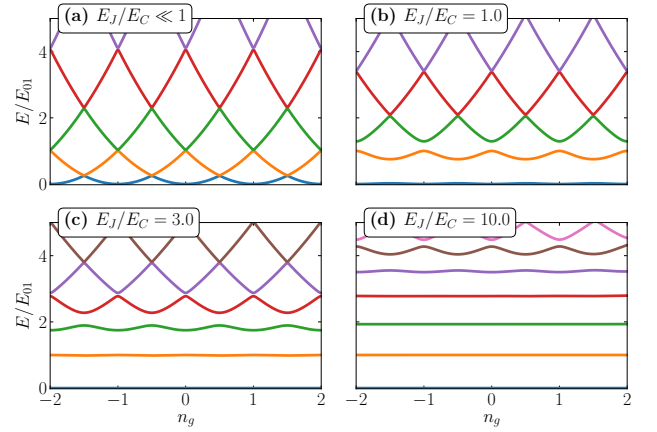 (a) E_J/E_C ≪ 1
(b) E_J/E_C = 1.0
4
2
0
E/E_01
(c) E_J/E_C = 3.0
(d) E_J/E_C = 10.0
4
2
0
E/E_01
−2 −1 0 1 2
−2 −1 0 1 2
n_g
n_g